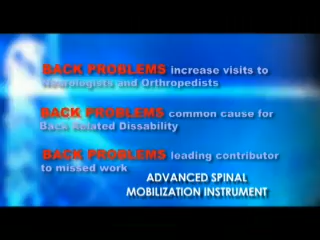 BACK PROBLEMS increase visits to
Neurologists and Orthropedists
BACK PROBLEMS common cause for
Back Related Dissability
BACK PROBLEMS leading contributor
to missed work
ADVANCED SPINAL
MOBILIZATION INSTRUMENT